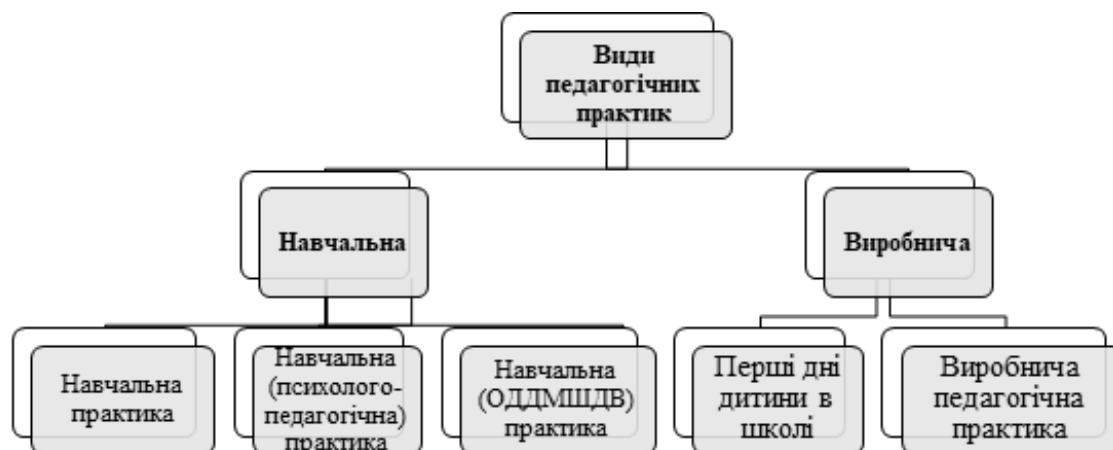 Види
педагогічних
практик
Навчальна
Виробнича
Навчальна
практика
Навчальна
(психолого-
педагогічна)
практика
Навчальна
(ОДДМШДВ)
практика
Перші дні
дитини в
школі
Виробнича
педагогічна
практика